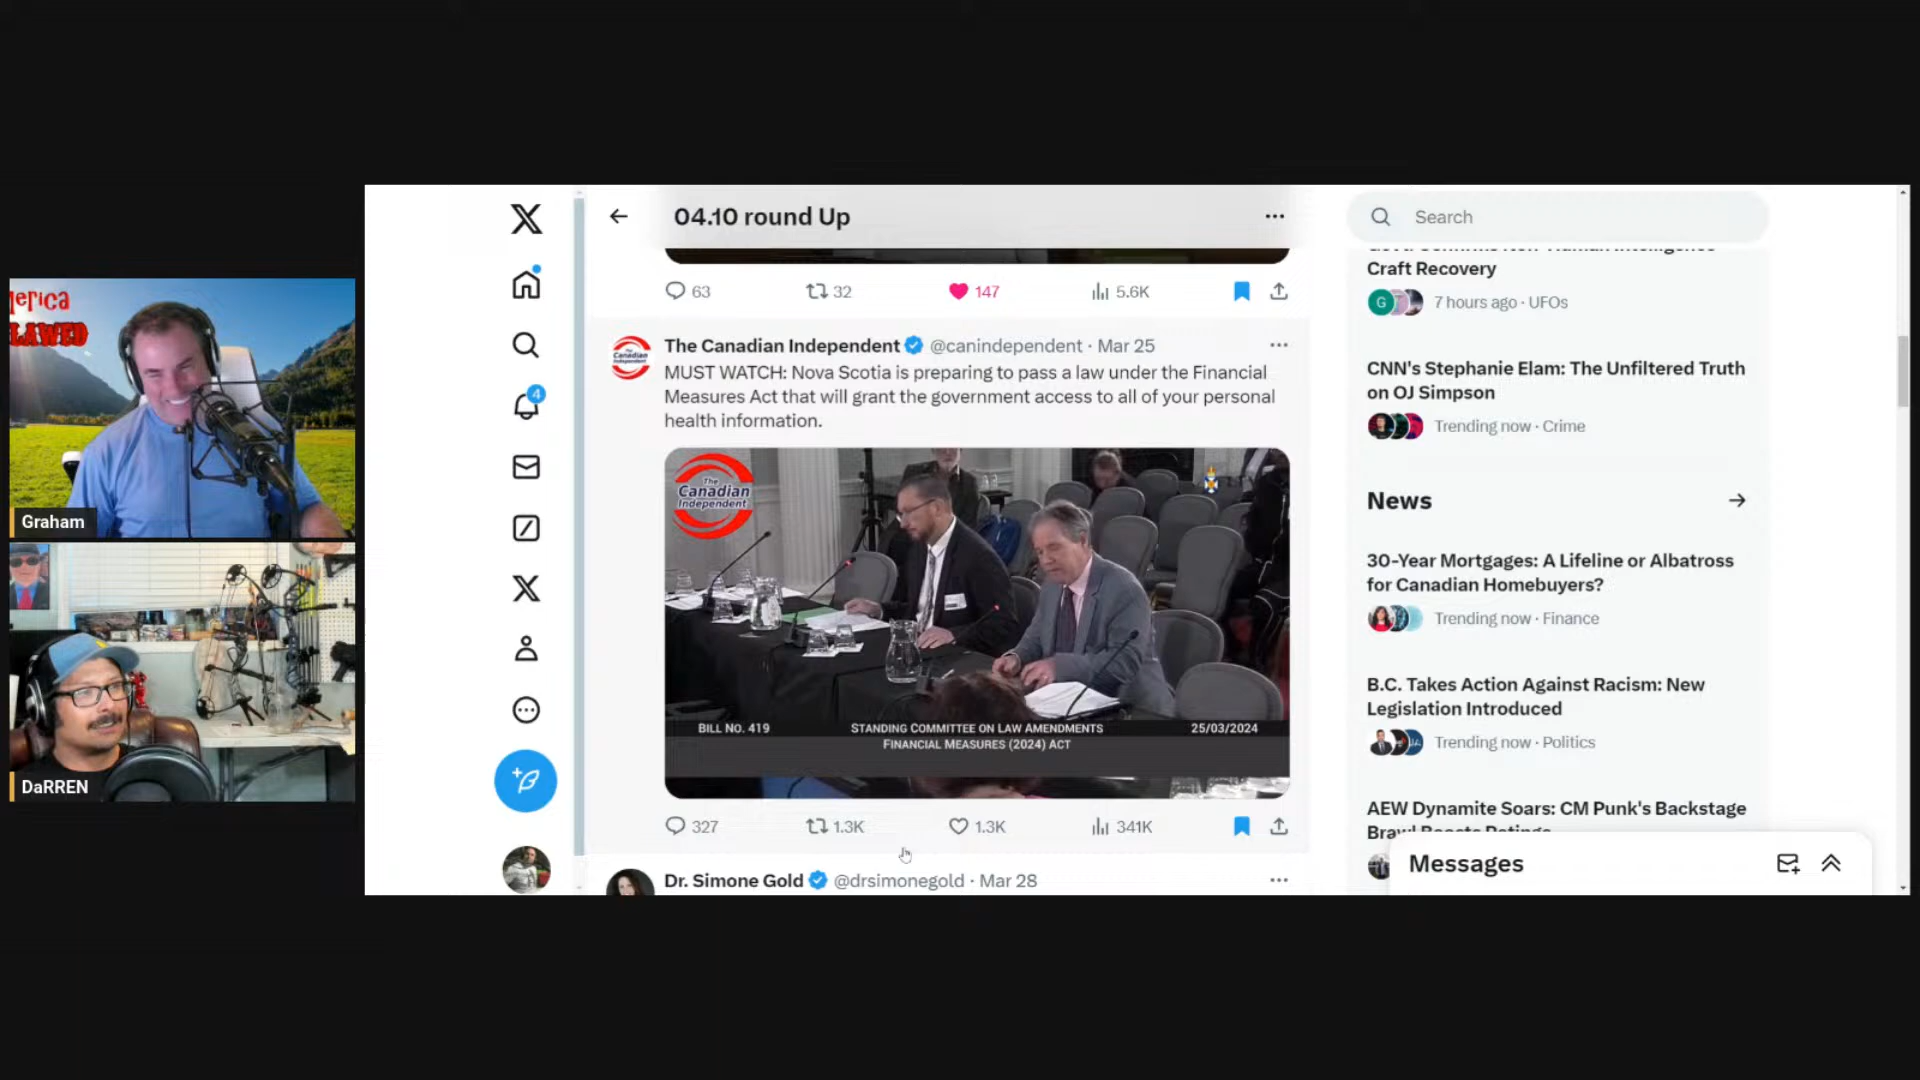 erica
LAWED
Graham
DaRREN
04.10 round Up
63
32
147
5.6K
The Canadian Independent @canindependent · Mar 25
MUST WATCH: Nova Scotia is preparing to pass a law under the Financial
Measures Act that will grant the government access to all of your personal
health information.
The
Canadian
Independent
BILL NO. 419
STANDING COMMITTEE ON LAW AMENDMENTS
25/03/2024
FINANCIAL MEASURES (2024) ACT
327
1.3K
1.3K
341K
Dr. Simone Gold @drsimonegold · Mar 28
4
Search
Craft Recovery
7 hours ago · UFOs
CNN's Stephanie Elam: The Unfiltered Truth
on OJ Simpson
Trending now · Crime
News
30-Year Mortgages: A Lifeline or Albatross
for Canadian Homebuyers?
Trending now · Finance
B.C. Takes Action Against Racism: New
Legislation Introduced
Trending now · Politics
AEW Dynamite Soars: CM Punk's Backstage
Messages